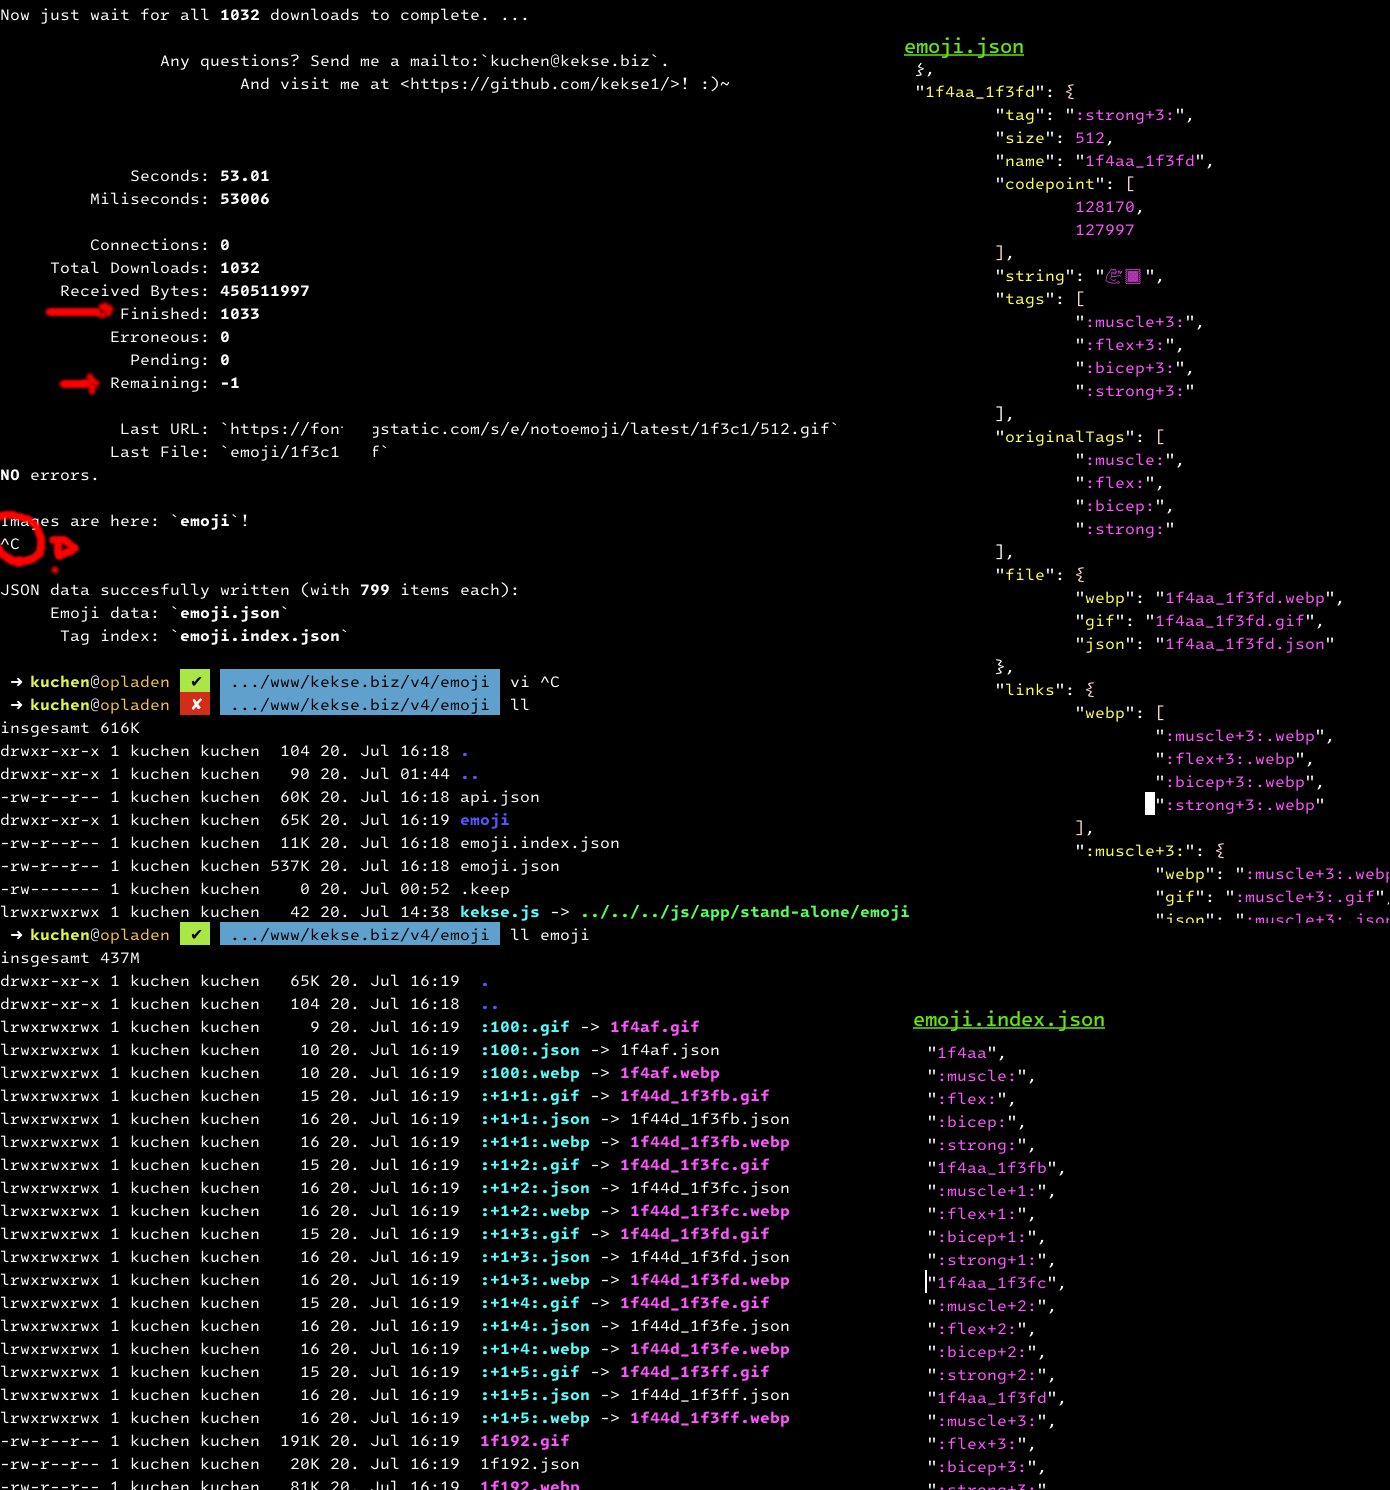 Now just wait for all 1032 downloads to complete. ...
Any questions? Send me a mailto:`kuchen@kekse.biz`.
And visit me at <https://github.com/kekse1/>! :)~
Seconds: 53.01
Miliseconds: 53006
Connections: 0
Total Downloads: 1032
Received Bytes: 450511997
Finished: 1033
Erroneous: 0
Pending: 0
Remaining: -1
Last URL: `https://fon gstatic.com/s/e/notoemoji/latest/1f3c1/512.gif`
Last File: `emoji/1f3c1 f`
NO errors.
Images are here: `emoji`!
^C
JSON data succesfully written (with 799 items each):
Emoji data: `emoji.json`
Tag index: `emoji.index.json`
➜ kuchen@opladen ✔ .../www/kekse.biz/v4/emoji vi ^C
➜ kuchen@opladen ✘ .../www/kekse.biz/v4/emoji ll
insgesamt 616K
drwxr-xr-x 1 kuchen kuchen 104 20. Jul 16:18 .
drwxr-xr-x 1 kuchen kuchen 90 20. Jul 01:44 ..
-rw-r--r-- 1 kuchen kuchen 60K 20. Jul 16:18 api.json
drwxr-xr-x 1 kuchen kuchen 65K 20. Jul 16:19 emoji
-rw-r--r-- 1 kuchen kuchen 11K 20. Jul 16:18 emoji.index.json
-rw-r--r-- 1 kuchen kuchen 537K 20. Jul 16:18 emoji.json
-rw------- 1 kuchen kuchen 0 20. Jul 00:52 .keep
lrwxrwxrwx 1 kuchen kuchen 42 20. Jul 14:38 kekse.js -> ../../../js/app/stand-alone/emoji
➜ kuchen@opladen ✔ .../www/kekse.biz/v4/emoji ll emoji
insgesamt 437M
drwxr-xr-x 1 kuchen kuchen 65K 20. Jul 16:19 .
drwxr-xr-x 1 kuchen kuchen 104 20. Jul 16:18 ..
lrwxrwxrwx 1 kuchen kuchen 9 20. Jul 16:19 :100:.gif -> 1f4af.gif
lrwxrwxrwx 1 kuchen kuchen 10 20. Jul 16:19 :100:.json -> 1f4af.json
lrwxrwxrwx 1 kuchen kuchen 10 20. Jul 16:19 :100:.webp -> 1f4af.webp
lrwxrwxrwx 1 kuchen kuchen 15 20. Jul 16:19 :+1+1:.gif -> 1f44d_1f3fb.gif
lrwxrwxrwx 1 kuchen kuchen 16 20. Jul 16:19 :+1+1:.json -> 1f44d_1f3fb.json
lrwxrwxrwx 1 kuchen kuchen 16 20. Jul 16:19 :+1+1:.webp -> 1f44d_1f3fb.webp
lrwxrwxrwx 1 kuchen kuchen 15 20. Jul 16:19 :+1+2:.gif -> 1f44d_1f3fc.gif
lrwxrwxrwx 1 kuchen kuchen 16 20. Jul 16:19 :+1+2:.json -> 1f44d_1f3fc.json
lrwxrwxrwx 1 kuchen kuchen 16 20. Jul 16:19 :+1+2:.webp -> 1f44d_1f3fc.webp
lrwxrwxrwx 1 kuchen kuchen 15 20. Jul 16:19 :+1+3:.gif -> 1f44d_1f3fd.gif
lrwxrwxrwx 1 kuchen kuchen 16 20. Jul 16:19 :+1+3:.json -> 1f44d_1f3fd.json
lrwxrwxrwx 1 kuchen kuchen 16 20. Jul 16:19 :+1+3:.webp -> 1f44d_1f3fd.webp
lrwxrwxrwx 1 kuchen kuchen 15 20. Jul 16:19 :+1+4:.gif -> 1f44d_1f3fe.gif
lrwxrwxrwx 1 kuchen kuchen 16 20. Jul 16:19 :+1+4:.json -> 1f44d_1f3fe.json
lrwxrwxrwx 1 kuchen kuchen 16 20. Jul 16:19 :+1+4:.webp -> 1f44d_1f3fe.webp
lrwxrwxrwx 1 kuchen kuchen 15 20. Jul 16:19 :+1+5:.gif -> 1f44d_1f3ff.gif
lrwxrwxrwx 1 kuchen kuchen 16 20. Jul 16:19 :+1+5:.json -> 1f44d_1f3ff.json
lrwxrwxrwx 1 kuchen kuchen 16 20. Jul 16:19 :+1+5:.webp -> 1f44d_1f3ff.webp
-rw-r--r-- 1 kuchen kuchen 191K 20. Jul 16:19 1f192.gif
-rw-r--r-- 1 kuchen kuchen 20K 20. Jul 16:19 1f192.json
-rw-r--r-- 1 kuchen kuchen 81K 20. Jul 16:19 1f192.webp
emoji.json
},
"1f4aa_1f3fd": {
"tag": ":strong+3:",
"size": 512,
"name": "1f4aa_1f3fd",
"codepoint": [
128170,
127997
],
"string": "💪🏽",
"tags": [
":muscle+3:",
":flex+3:",
":bicep+3:",
":strong+3:"
],
"originalTags": [
":muscle:",
":flex:",
":bicep:",
":strong:"
],
"file": {
"webp": "1f4aa_1f3fd.webp",
"gif": "1f4aa_1f3fd.gif",
"json": "1f4aa_1f3fd.json"
},
"links": {
"webp": [
":muscle+3:.webp",
":flex+3:.webp",
":bicep+3:.webp",
":strong+3:.webp"
],
":muscle+3:": {
"webp": ":muscle+3:.webp
"gif": ":muscle+3:.gif",
"json": ":muscle+3:.json
emoji.index.json
"1f4aa",
":muscle:",
":flex:",
":bicep:",
":strong:",
"1f4aa_1f3fb",
":muscle+1:",
":flex+1:",
":bicep+1:",
":strong+1:",
"1f4aa_1f3fc",
":muscle+2:",
":flex+2:",
":bicep+2:",
":strong+2:",
"1f4aa_1f3fd",
":muscle+3:",
":flex+3:",
":bicep+3:",
":strong+3:",